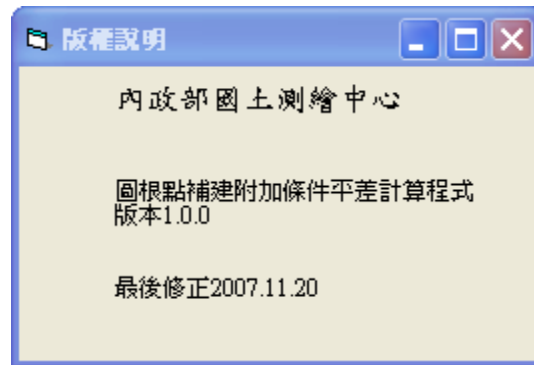 版權說明
內政部國土測繪中心
圖根點補建附加條件平差計算程式
版本1.0.0
最後修正2007.11.20